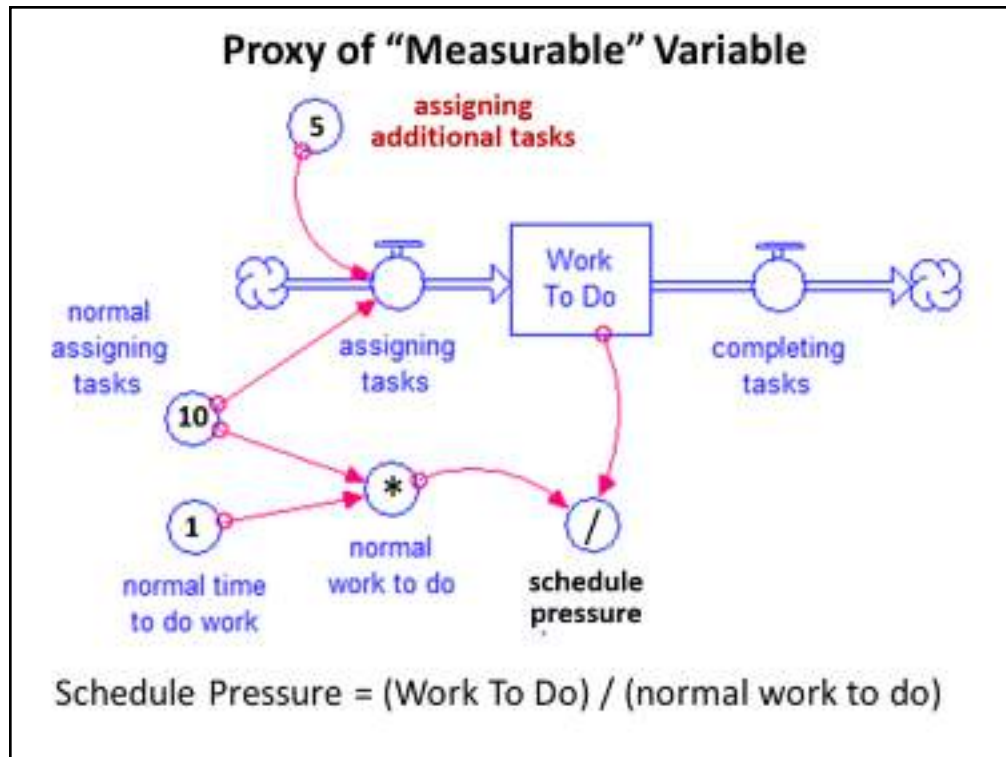 Proxy of “Measurable” Variable
5
assigning
additional tasks
Work
To Do
normal
assigning
tasks
assigning
tasks
completing
tasks
10
*
1
/
normal time
to do work
normal
work to do
schedule
pressure
Schedule Pressure = (Work To Do) / (normal work to do)